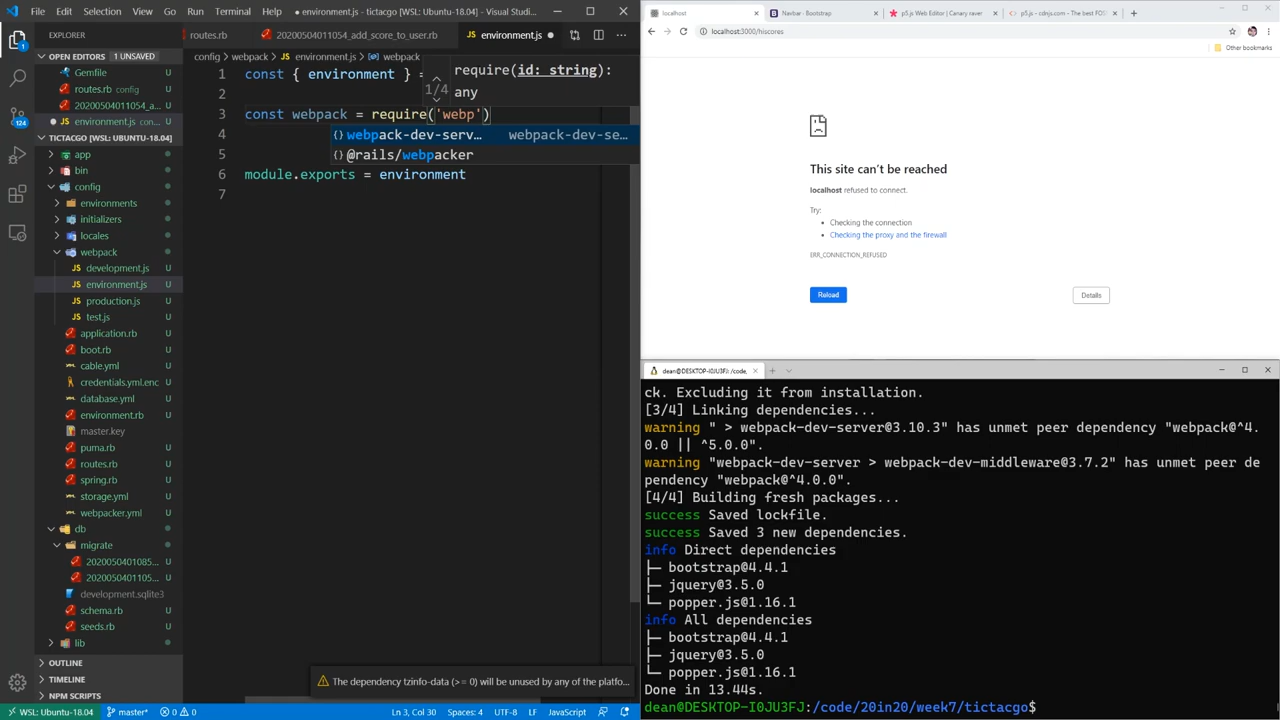 File Edit Selection View Go Run Terminal Help
● environment.js - tictacgo [WSL: Ubuntu-18.04] - Visual Studi...
EXPLORER
OPEN EDITORS 1 UNSAVED
Gemfile
routes.rb U
20200504011054_a... U
environment.js co... U
124
1
TICTACGO [WSL: UBUNTU-18.04]
app
bin
config
environments
initializers
locales
webpack
development.js U
environment.js U
production.js U
test.js U
application.rb U
boot.rb U
cable.yml U
credentials.yml.enc U
database.yml U
environment.rb U
master.key
puma.rb U
routes.rb U
spring.rb U
storage.yml U
webpacker.yml U
db
migrate
202005040108 5... U
20200504011 05... U
development.sqlite3
schema.rb U
seeds.rb U
lib
OUTLINE
TIMELINE
NPM SCRIPTS
WSL: Ubuntu-18.04 master* 0 0
routes.rb 20200504011054_add_score_to_user.rb environment.js ●
config > webpack > JS environment.js > webpack
1 const { environment } =
2
3 const webpack = require('webp')
4
5
6 module.exports = environment
7
1/4
require(id: string):
any
webpack-dev-serv... webpack-dev-se...
@rails/webpacker
The dependency tzinfo-data (>= 0) will be unused by any of the platfo...
Ln 3, Col 30 Spaces: 4 UTF-8 LF JavaScript
localhost Navbar · Bootstrap p5.js Web Editor | Canary raver p5.js - cdnjs.com - The best FOS
localhost:3000/hiscores
Other bookmarks
This site can't be reached
localhost refused to connect.
Try:
• Checking the connection
• Checking the proxy and the firewall
ERR_CONNECTION_REFUSED
Reload
Details
dean@DESKTOP-I0JU3FJ: /code,
ck. Excluding it from installation.
[3/4] Linking dependencies...
warning " > webpack-dev-server@3.10.3" has unmet peer dependency "webpack@^4.
0.0 || ^5.0.0".
warning "webpack-dev-server > webpack-dev-middleware@3.7.2" has unmet peer de
pendency "webpack@^4.0.0".
[4/4] Building fresh packages...
success Saved lockfile.
success Saved 3 new dependencies.
info Direct dependencies
├─ bootstrap@4.4.1
├─ jquery@3.5.0
└─ popper.js@1.16.1
info All dependencies
├─ bootstrap@4.4.1
├─ jquery@3.5.0
└─ popper.js@1.16.1
Done in 13.44s.
dean@DESKTOP-I0JU3FJ:/code/20in20/week7/tictacgo$